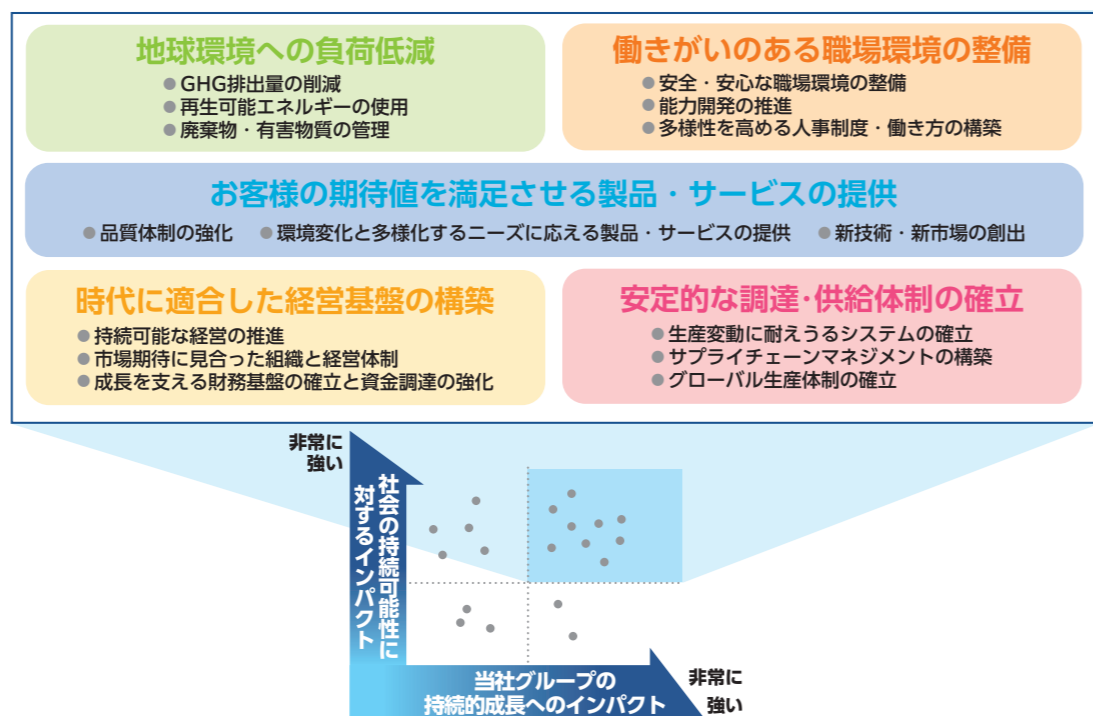 地球環境への負荷低減
●GHG排出量の削減
●再生可能エネルギーの使用
●廃棄物・有害物質の管理
働きがいのある職場環境の整備
●安全・安心な職場環境の整備
●能力開発の推進
●多様性を高める人事制度・働き方の構築
お客様の期待値を満足させる製品・サービスの提供
●品質体制の強化 ●環境変化と多様化するニーズに応える製品・サービスの提供 ●新技術・新市場の創出
時代に適合した経営基盤の構築
●持続可能な経営の推進
●市場期待に見合った組織と経営体制
●成長を支える財務基盤の確立と資金調達の強化
安定的な調達・供給体制の確立
●生産変動に耐えうるシステムの確立
●サプライチェーンマネジメントの構築
●グローバル生産体制の確立
非常に
強い
社会の持続可能性に
対するインパクト
当社グループの
持続的成長へのインパクト
非常に
強い